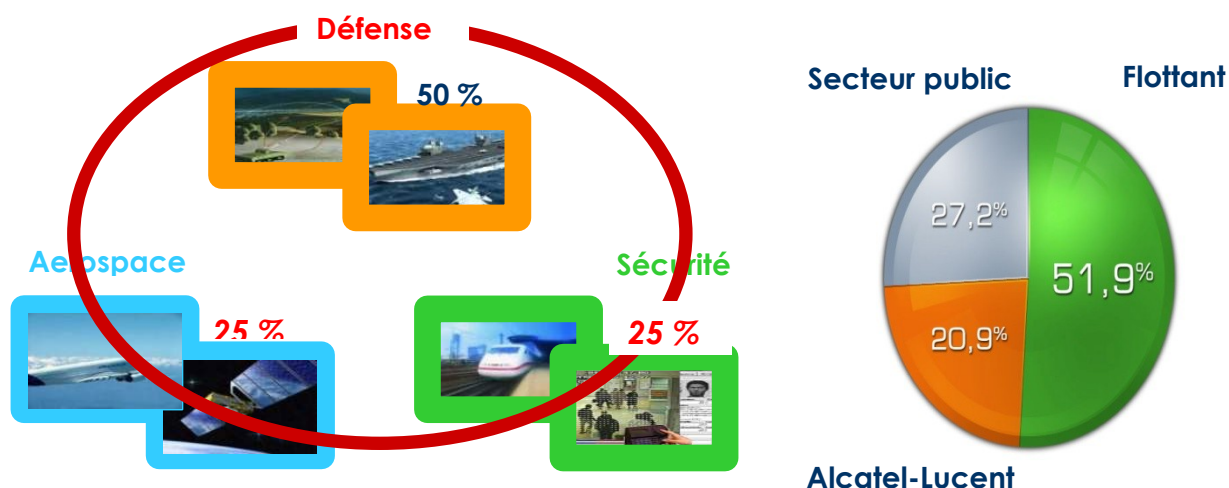 Défense
50 %
Aerospace
25 %
Sécurité
25 %
Secteur public
Flottant
27,2%
51,9%
20,9%
Alcatel-Lucent